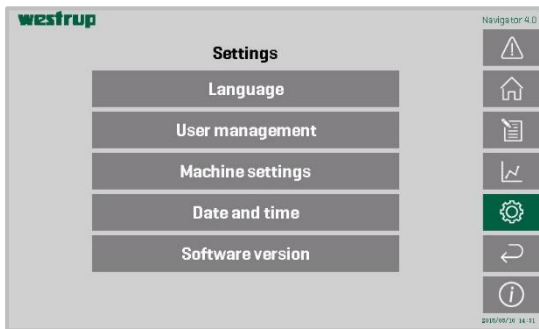 westrup
Navigator 4.0
Settings
Language
User management
Machine settings
Date and time
Software version